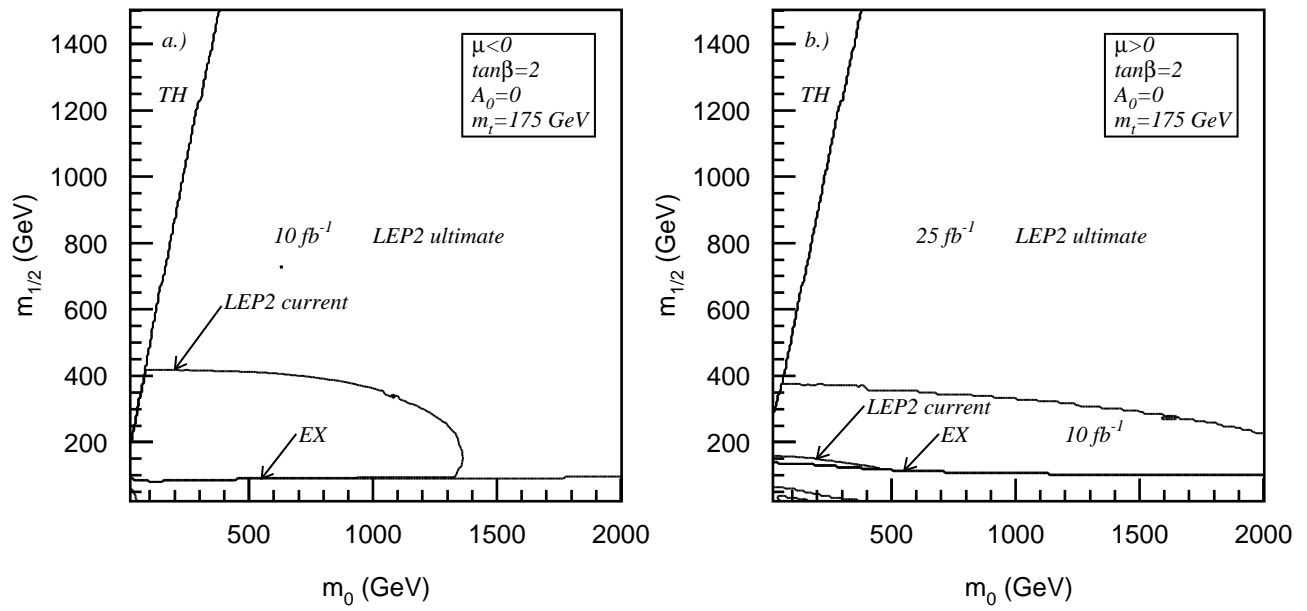 a.)
μ<0
tanβ=2
A₀=0
mₜ=175 GeV
TH
10 fb⁻¹ LEP2 ultimate
LEP2 current
EX
1400
1200
1000
800
600
400
200
m₁/₂ (GeV)
500 1000 1500 2000
m₀ (GeV)
b.)
μ>0
tanβ=2
A₀=0
mₜ=175 GeV
TH
25 fb⁻¹ LEP2 ultimate
LEP2 current
EX
10 fb⁻¹
1400
1200
1000
800
600
400
200
m₁/₂ (GeV)
500 1000 1500 2000
m₀ (GeV)